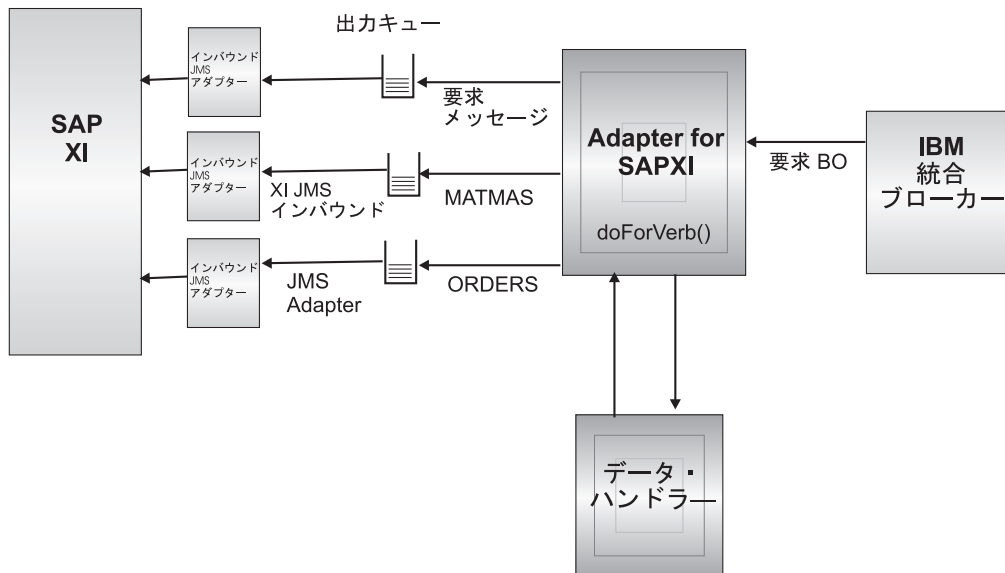 出力キュー
SAP
XI
インバウンド
JMS
アダプター
要求
メッセージ
インバウンド
JMS
アダプター
XI JMS
インバウンド
MATMAS
インバウンド
JMS
アダプター
JMS
Adapter
ORDERS
Adapter for
SAPXI
doForVerb()
要求 BO
IBM
統合
ブローカー
データ・
ハンドラー